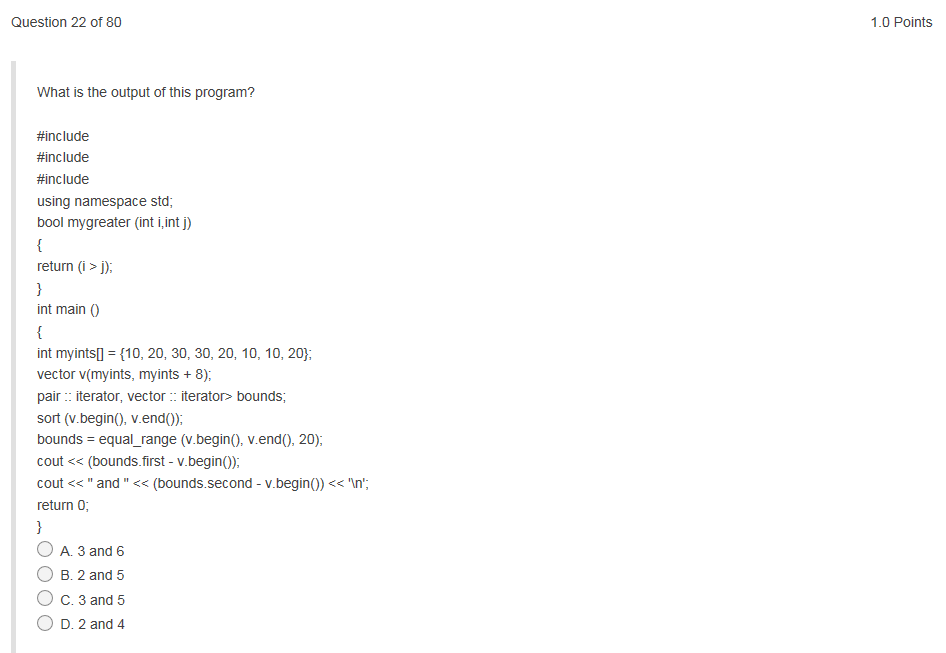 Question 22 of 80
1.0 Points
What is the output of this program?
#include
#include
#include
using namespace std;
bool mygreater (int i,int j)
{
return (i > j);
}
int main ()
{
int myints[] = {10, 20, 30, 30, 20, 10, 10, 20};
vector v(myints, myints + 8);
pair :: iterator, vector :: iterator> bounds;
sort (v.begin(), v.end());
bounds = equal_range (v.begin(), v.end(), 20);
cout << (bounds.first - v.begin());
cout << " and " << (bounds.second - v.begin()) << '\n';
return 0;
}
A. 3 and 6
B. 2 and 5
C. 3 and 5
D. 2 and 4